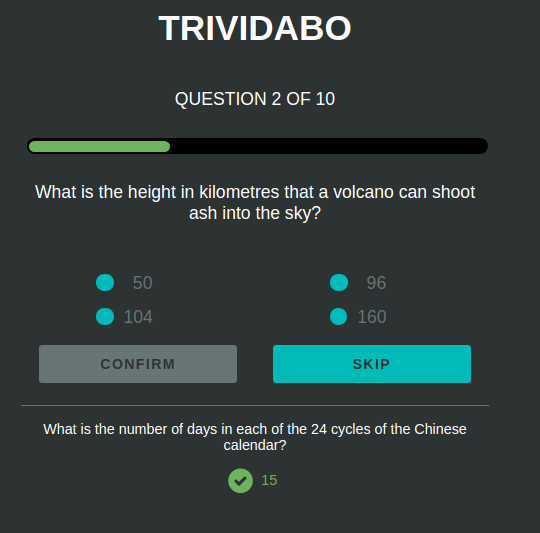 TRIVIDABO
QUESTION 2 OF 10
What is the height in kilometres that a volcano can shoot
ash into the sky?
50 96
104 160
CONFIRM SKIP
What is the number of days in each of the 24 cycles of the Chinese
calendar?
15